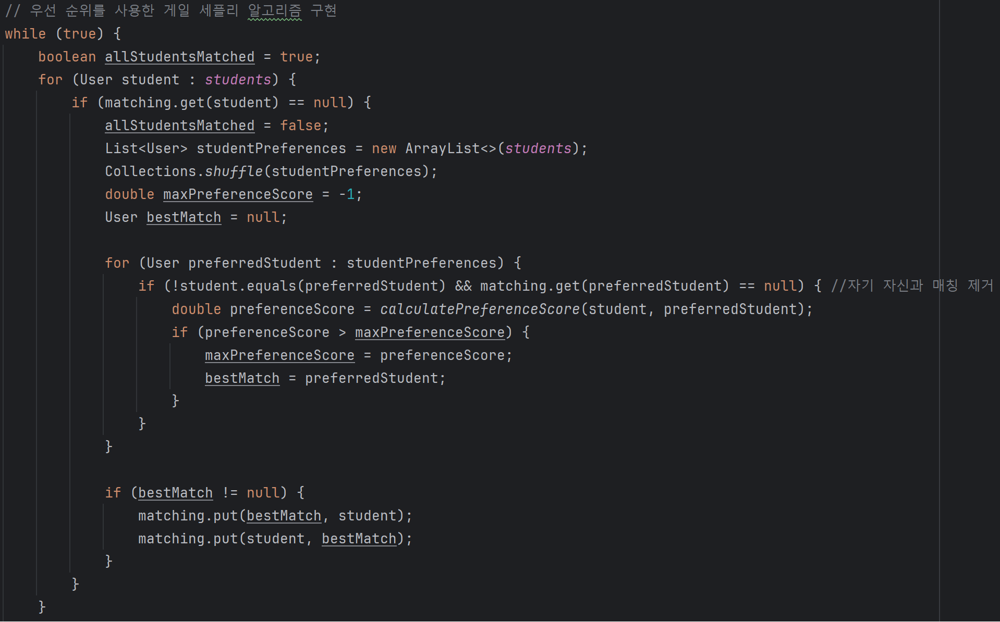 // 우선 순위를 사용한 게일 세플리 알고리즘 구현
while (true) {
    boolean allStudentsMatched = true;
    for (User student : students) {
        if (matching.get(student) == null) {
            allStudentsMatched = false;
            List<User> studentPreferences = new ArrayList<>(students);
            Collections.shuffle(studentPreferences);
            double maxPreferenceScore = -1;
            User bestMatch = null;

            for (User preferredStudent : studentPreferences) {
                if (!student.equals(preferredStudent) && matching.get(preferredStudent) == null) { //자기 자신과 매칭 제거
                    double preferenceScore = calculatePreferenceScore(student, preferredStudent);
                    if (preferenceScore > maxPreferenceScore) {
                        maxPreferenceScore = preferenceScore;
                        bestMatch = preferredStudent;
                    }
                }
            }

            if (bestMatch != null) {
                matching.put(bestMatch, student);
                matching.put(student, bestMatch);
            }
        }
    }